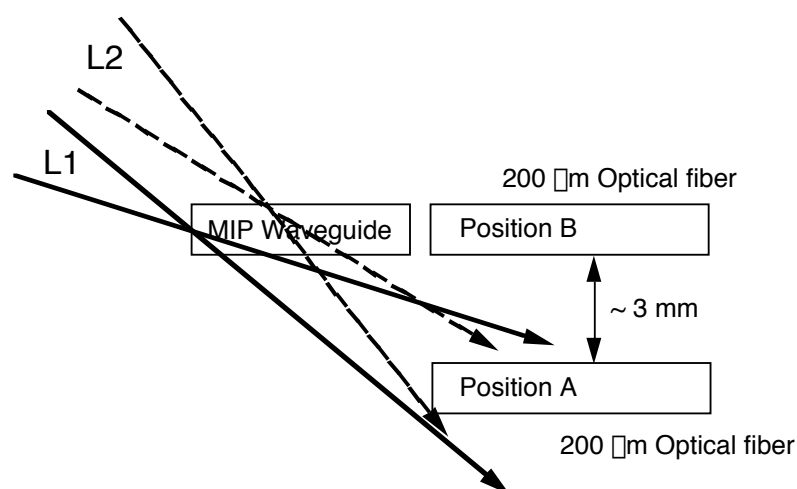 L2
L1
200 □m Optical fiber
MIP Waveguide
Position B
~ 3 mm
Position A
200 □m Optical fiber